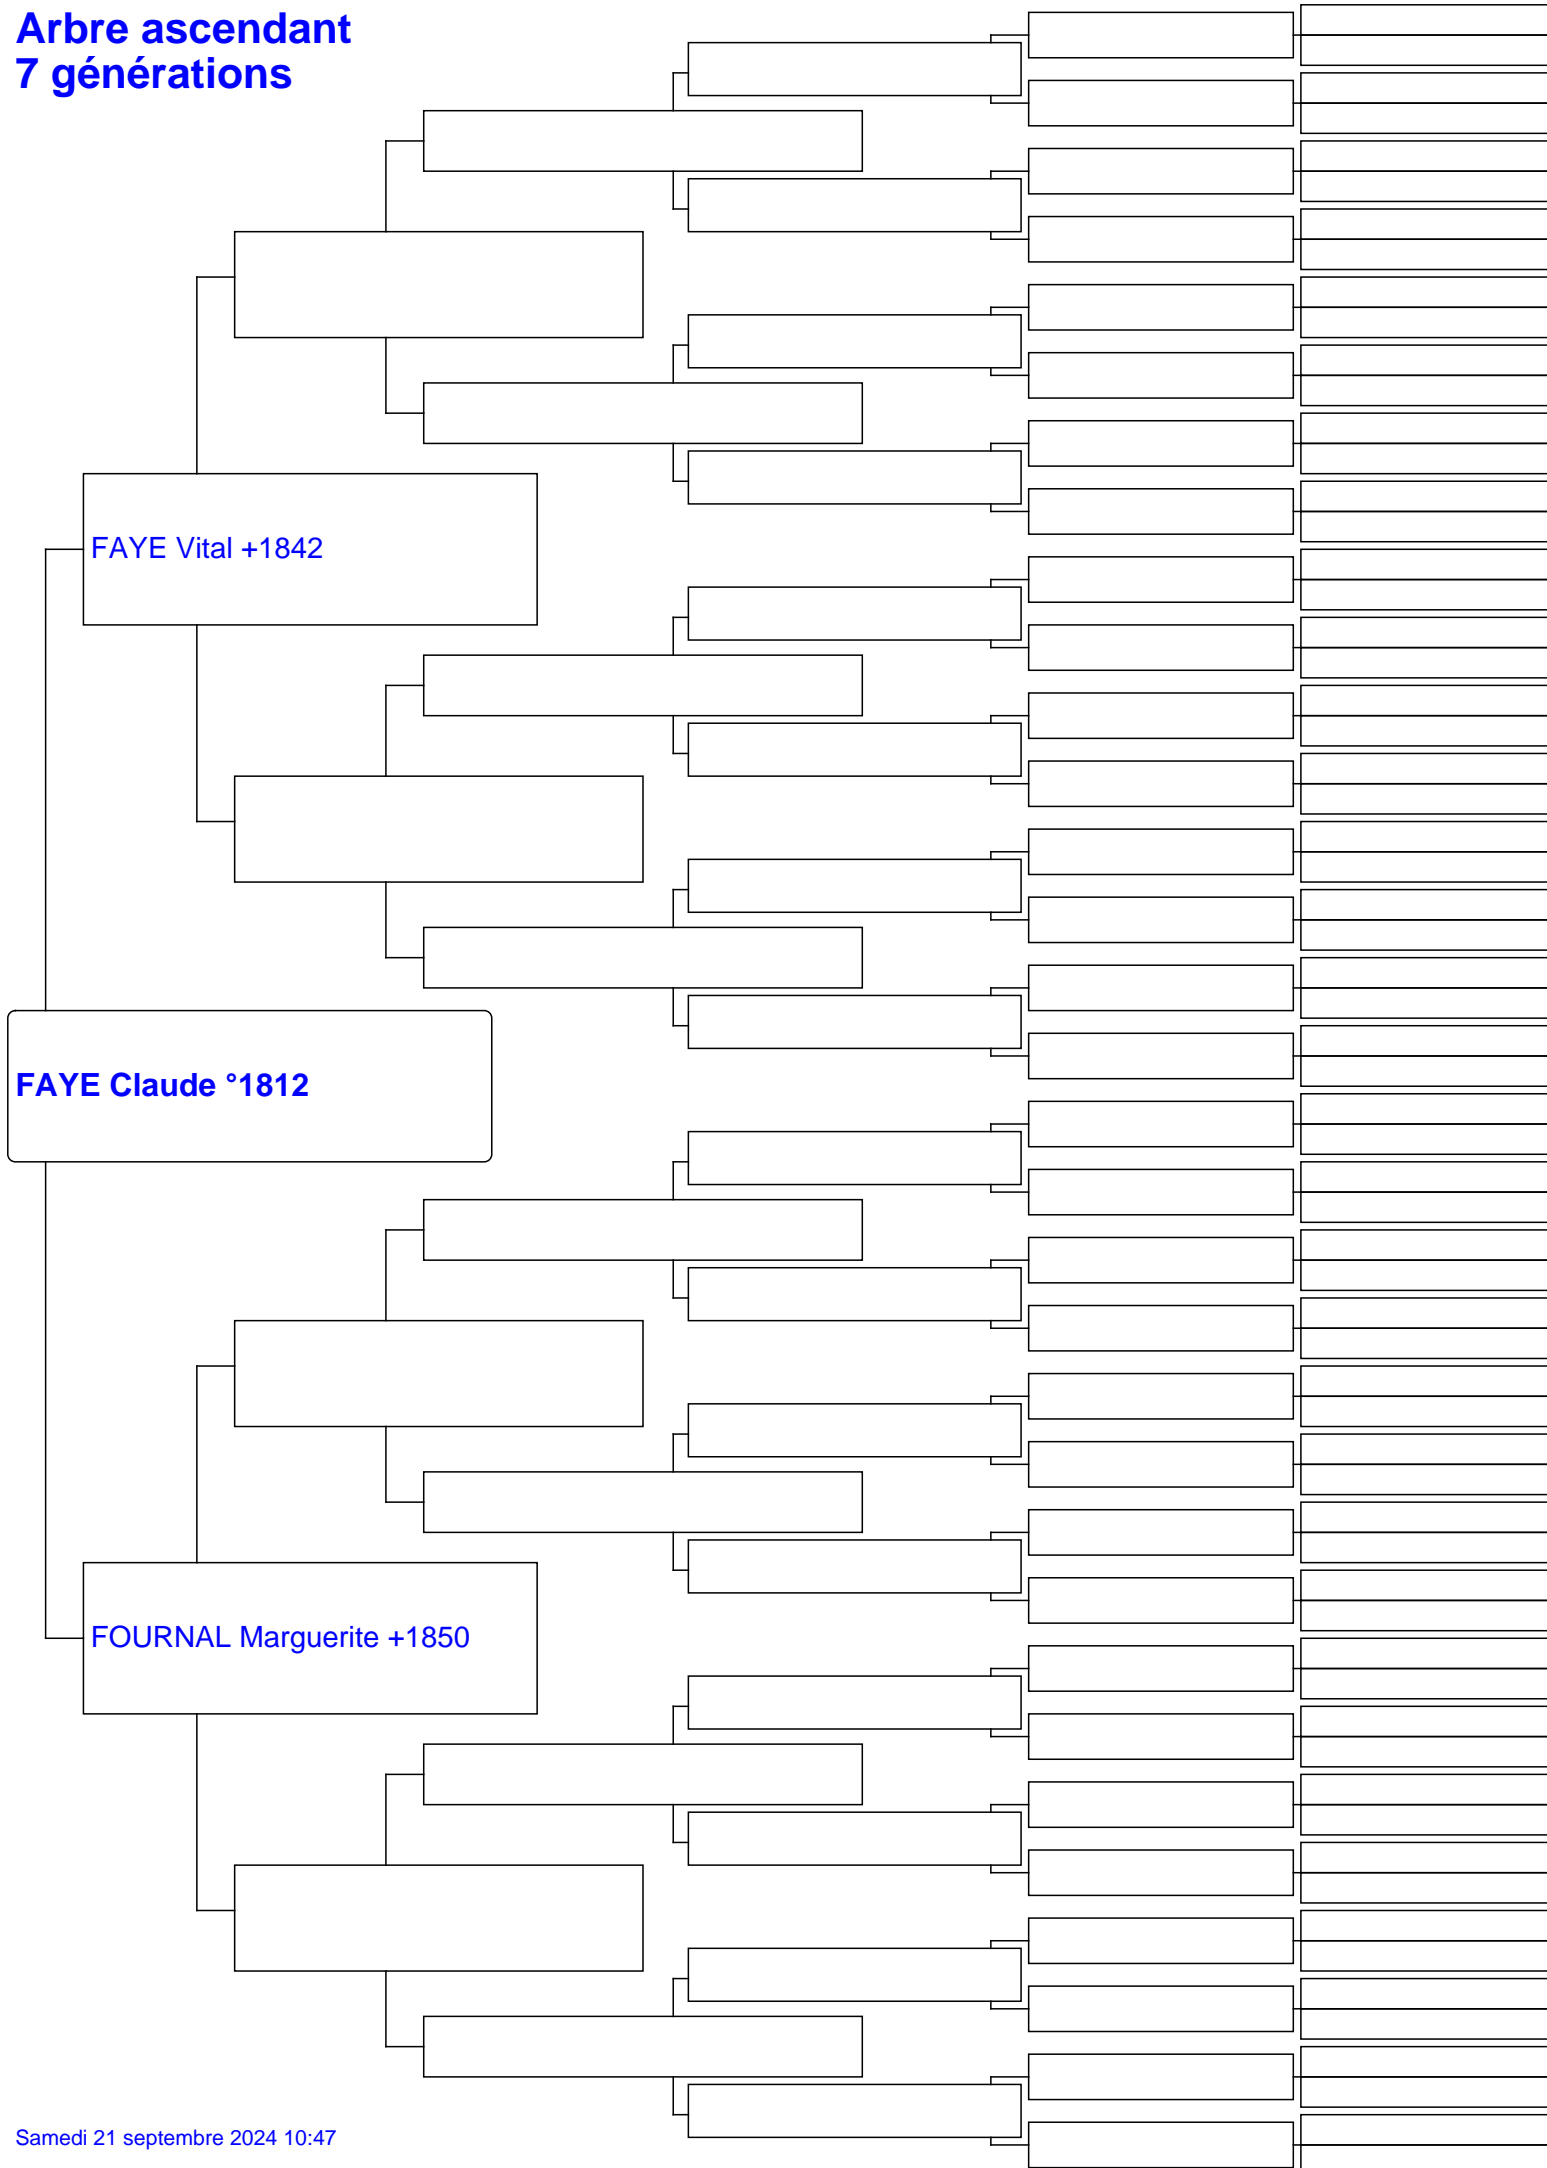 Arbre ascendant
7 générations
FAYE Vital +1842
FAYE Claude °1812
FOURNAL Marguerite +1850
Samedi 21 septembre 2024 10:47